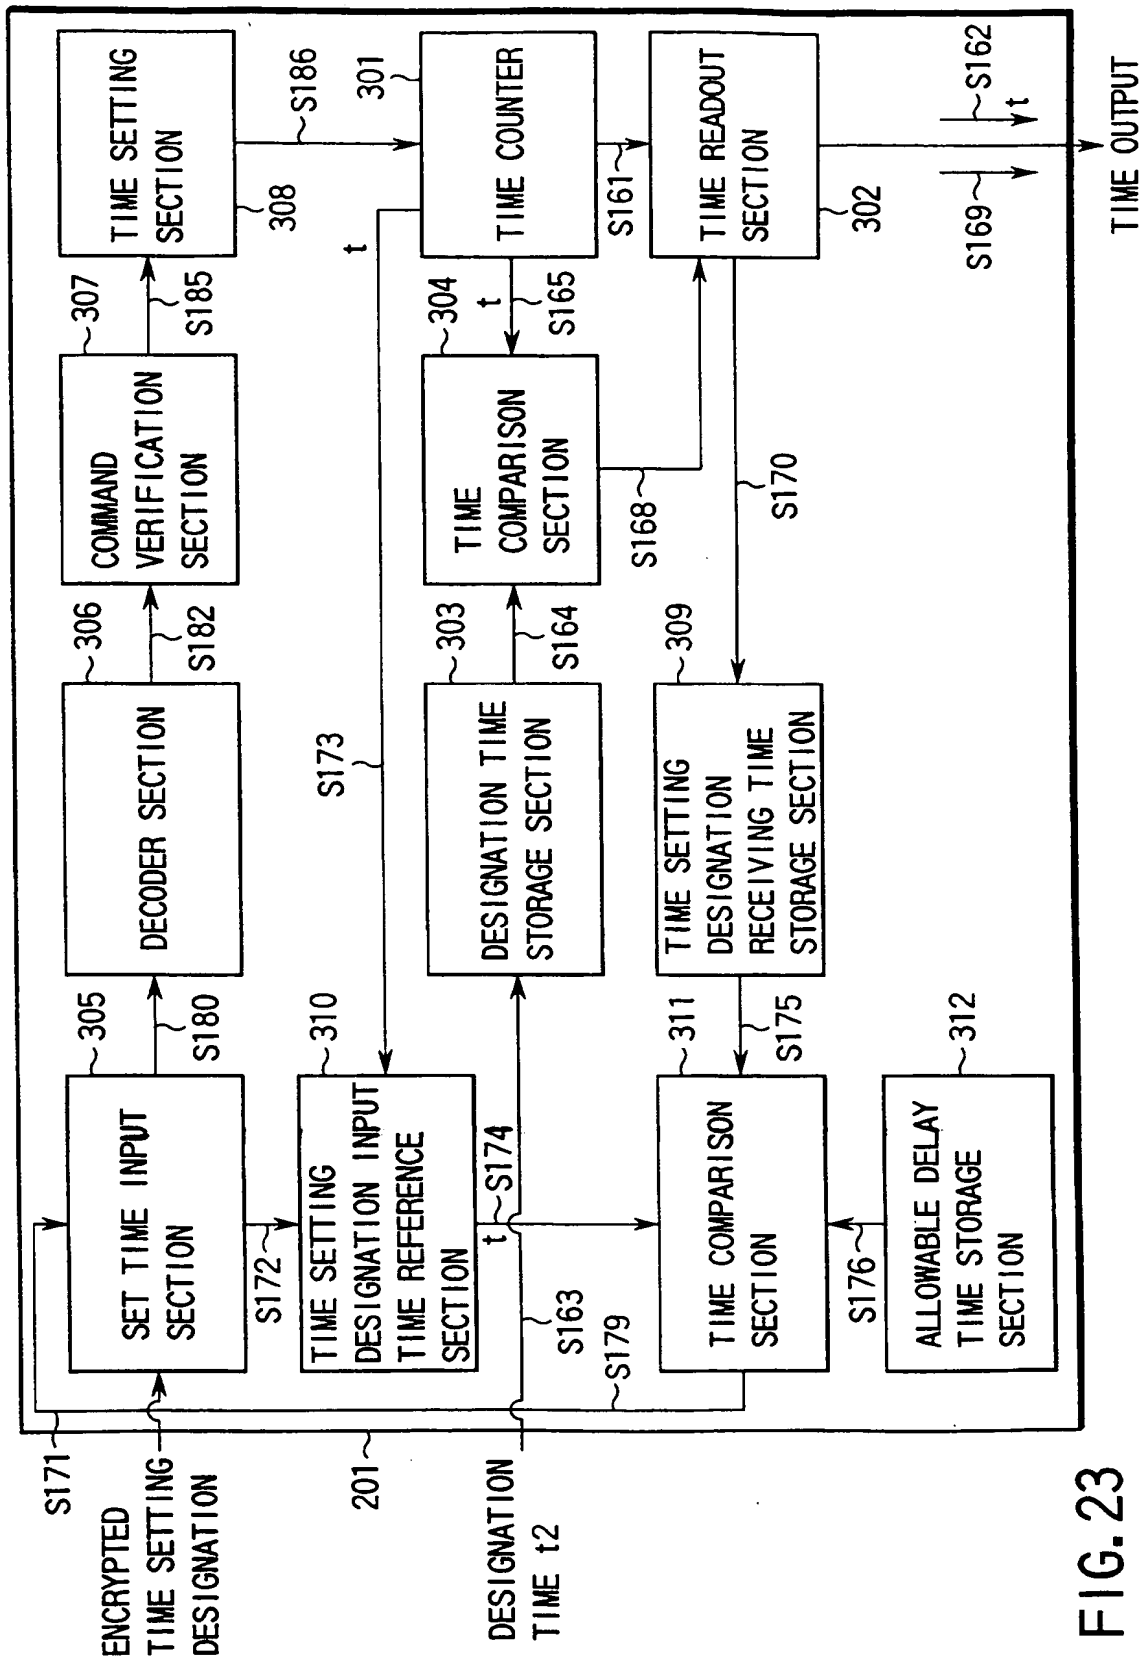 ENCRYPTED
TIME SETTING
DESIGNATION
S171
201
DESIGNATION
TIME t2
305
SET TIME INPUT
SECTION
S180
306
DECODER SECTION
S182
307
COMMAND
VERIFICATION
SECTION
S185
TIME SETTING
SECTION
308
S186
S172
310
TIME SETTING
DESIGNATION INPUT
TIME REFERENCE
SECTION
S173
t
301
TIME COUNTER
S163
t
S174
303
DESIGNATION TIME
STORAGE SECTION
S164
304
TIME
COMPARISON
SECTION
t
S165
S161
S168
TIME READOUT
SECTION
302
S179
311
TIME COMPARISON
SECTION
S175
309
TIME SETTING
DESIGNATION
RECEIVING TIME
STORAGE SECTION
S170
S176
312
ALLOWABLE DELAY
TIME STORAGE
SECTION
S169
S162
t
TIME OUTPUT
FIG. 23